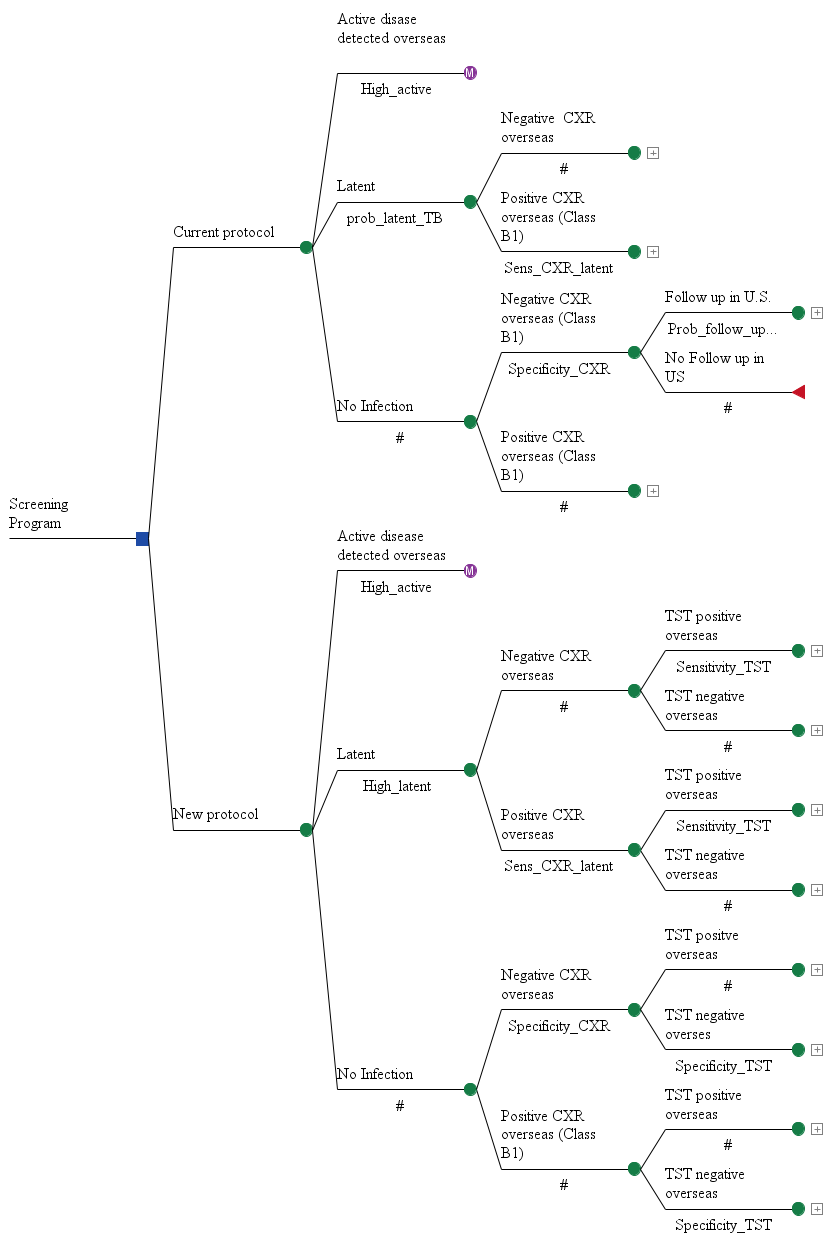 Active disase
detected overseas
High_active
M
Negative CXR
overseas
#
Latent
prob_latent_TB
Positive CXR
overseas (Class
B1)
Sens_CXR_latent
Current protocol
Negative CXR
overseas (Class
B1)
Specificity_CXR
Follow up in U.S.
Prob_follow_up...
No Follow up in
US
#
No Infection
#
Positive CXR
overseas (Class
B1)
#
Screening
Program
Active disease
detected overseas
High_active
M
TST positive
overseas
Sensitivity_TST
Negative CXR
overseas
#
TST negative
overseas
#
Latent
High_latent
TST positive
overseas
Sensitivity_TST
Positive CXR
overseas
Sens_CXR_latent
TST negative
overseas
#
New protocol
TST positve
overseas
#
Negative CXR
overseas
Specificity_CXR
TST negative
overses
Specificity_TST
No Infection
#
TST positive
overseas
#
Positive CXR
overseas (Class
B1)
#
TST negative
overseas
Specificity_TST